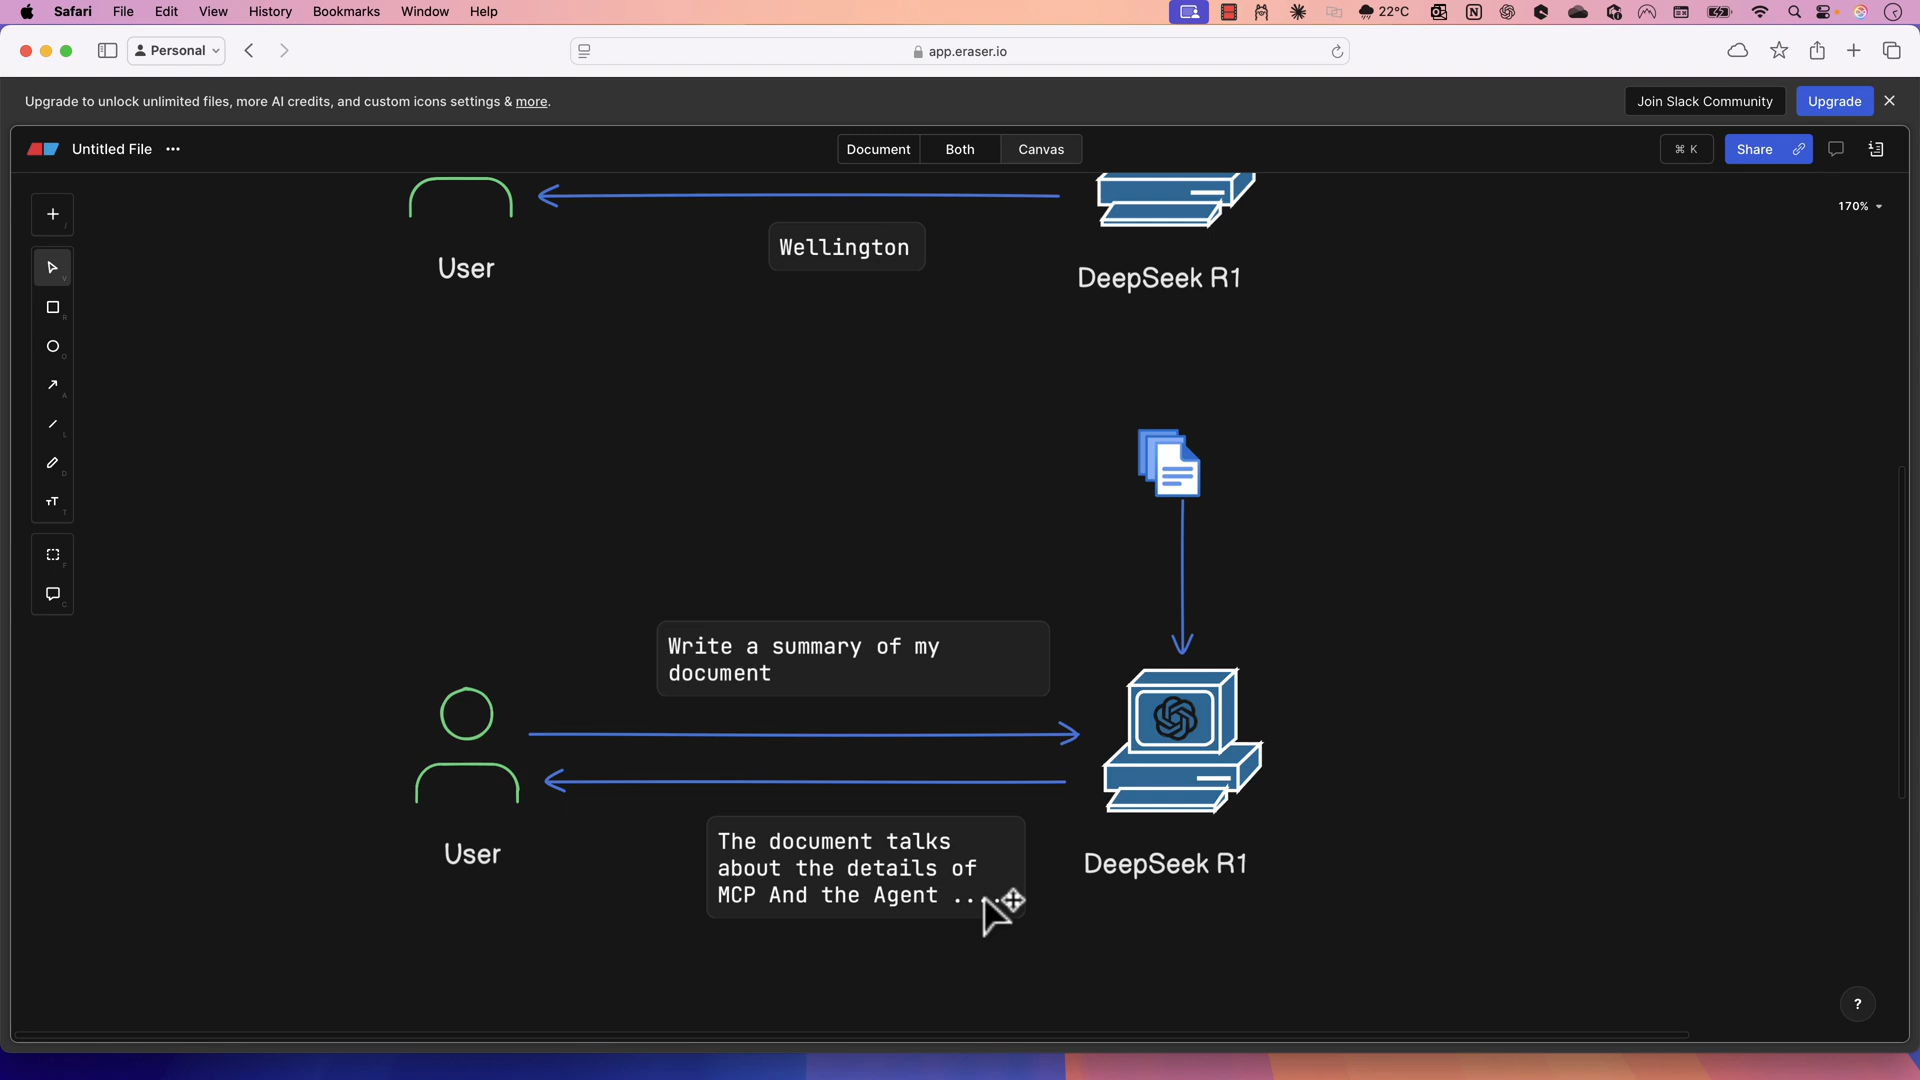 Safari File Edit View History Bookmarks Window Help 22°C
Personal app.eraser.io
Upgrade to unlock unlimited files, more AI credits, and custom icons settings & more. Join Slack Community Upgrade
Untitled File ... Document Both Canvas ⌘ K Share
170%
Wellington
User
DeepSeek R1
Write a summary of my
document
The document talks
about the details of
MCP And the Agent ....
User
DeepSeek R1
/
V
R
O
A
L
D
TT
T
F
C
?